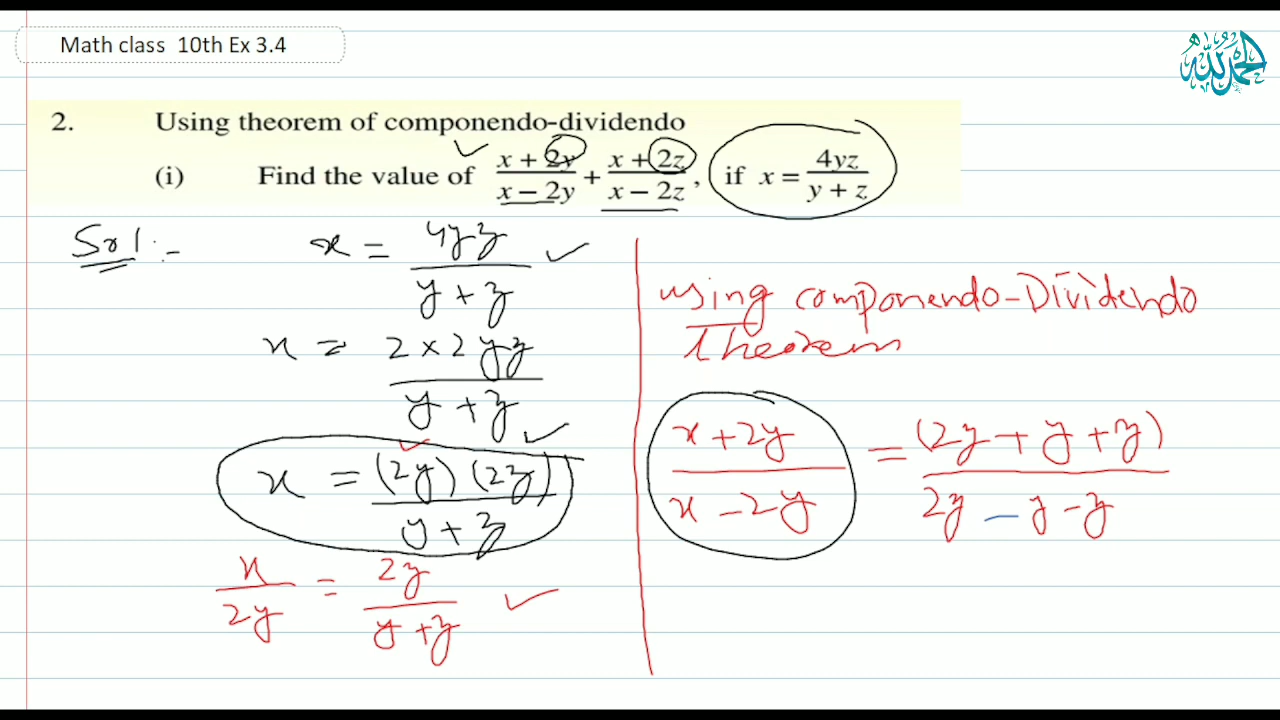 Math class 10th Ex 3.4
الحمد لله
2. Using theorem of componendo-dividendo
(i) Find the value of (x + 2y)/(x − 2y) + (x + 2z)/(x − 2z), if x = 4yz/(y + z)
Sol :-
x = 4yz/(y + z)
x = 2 × 2yz/(y + z)
x = (2y)(2z)/(y + z)
x/2y = 2z/(y + z)
using componendo-Dividendo
theorem
(x + 2y)/(x − 2y) = (2z + y + z)/(2z − y − z)